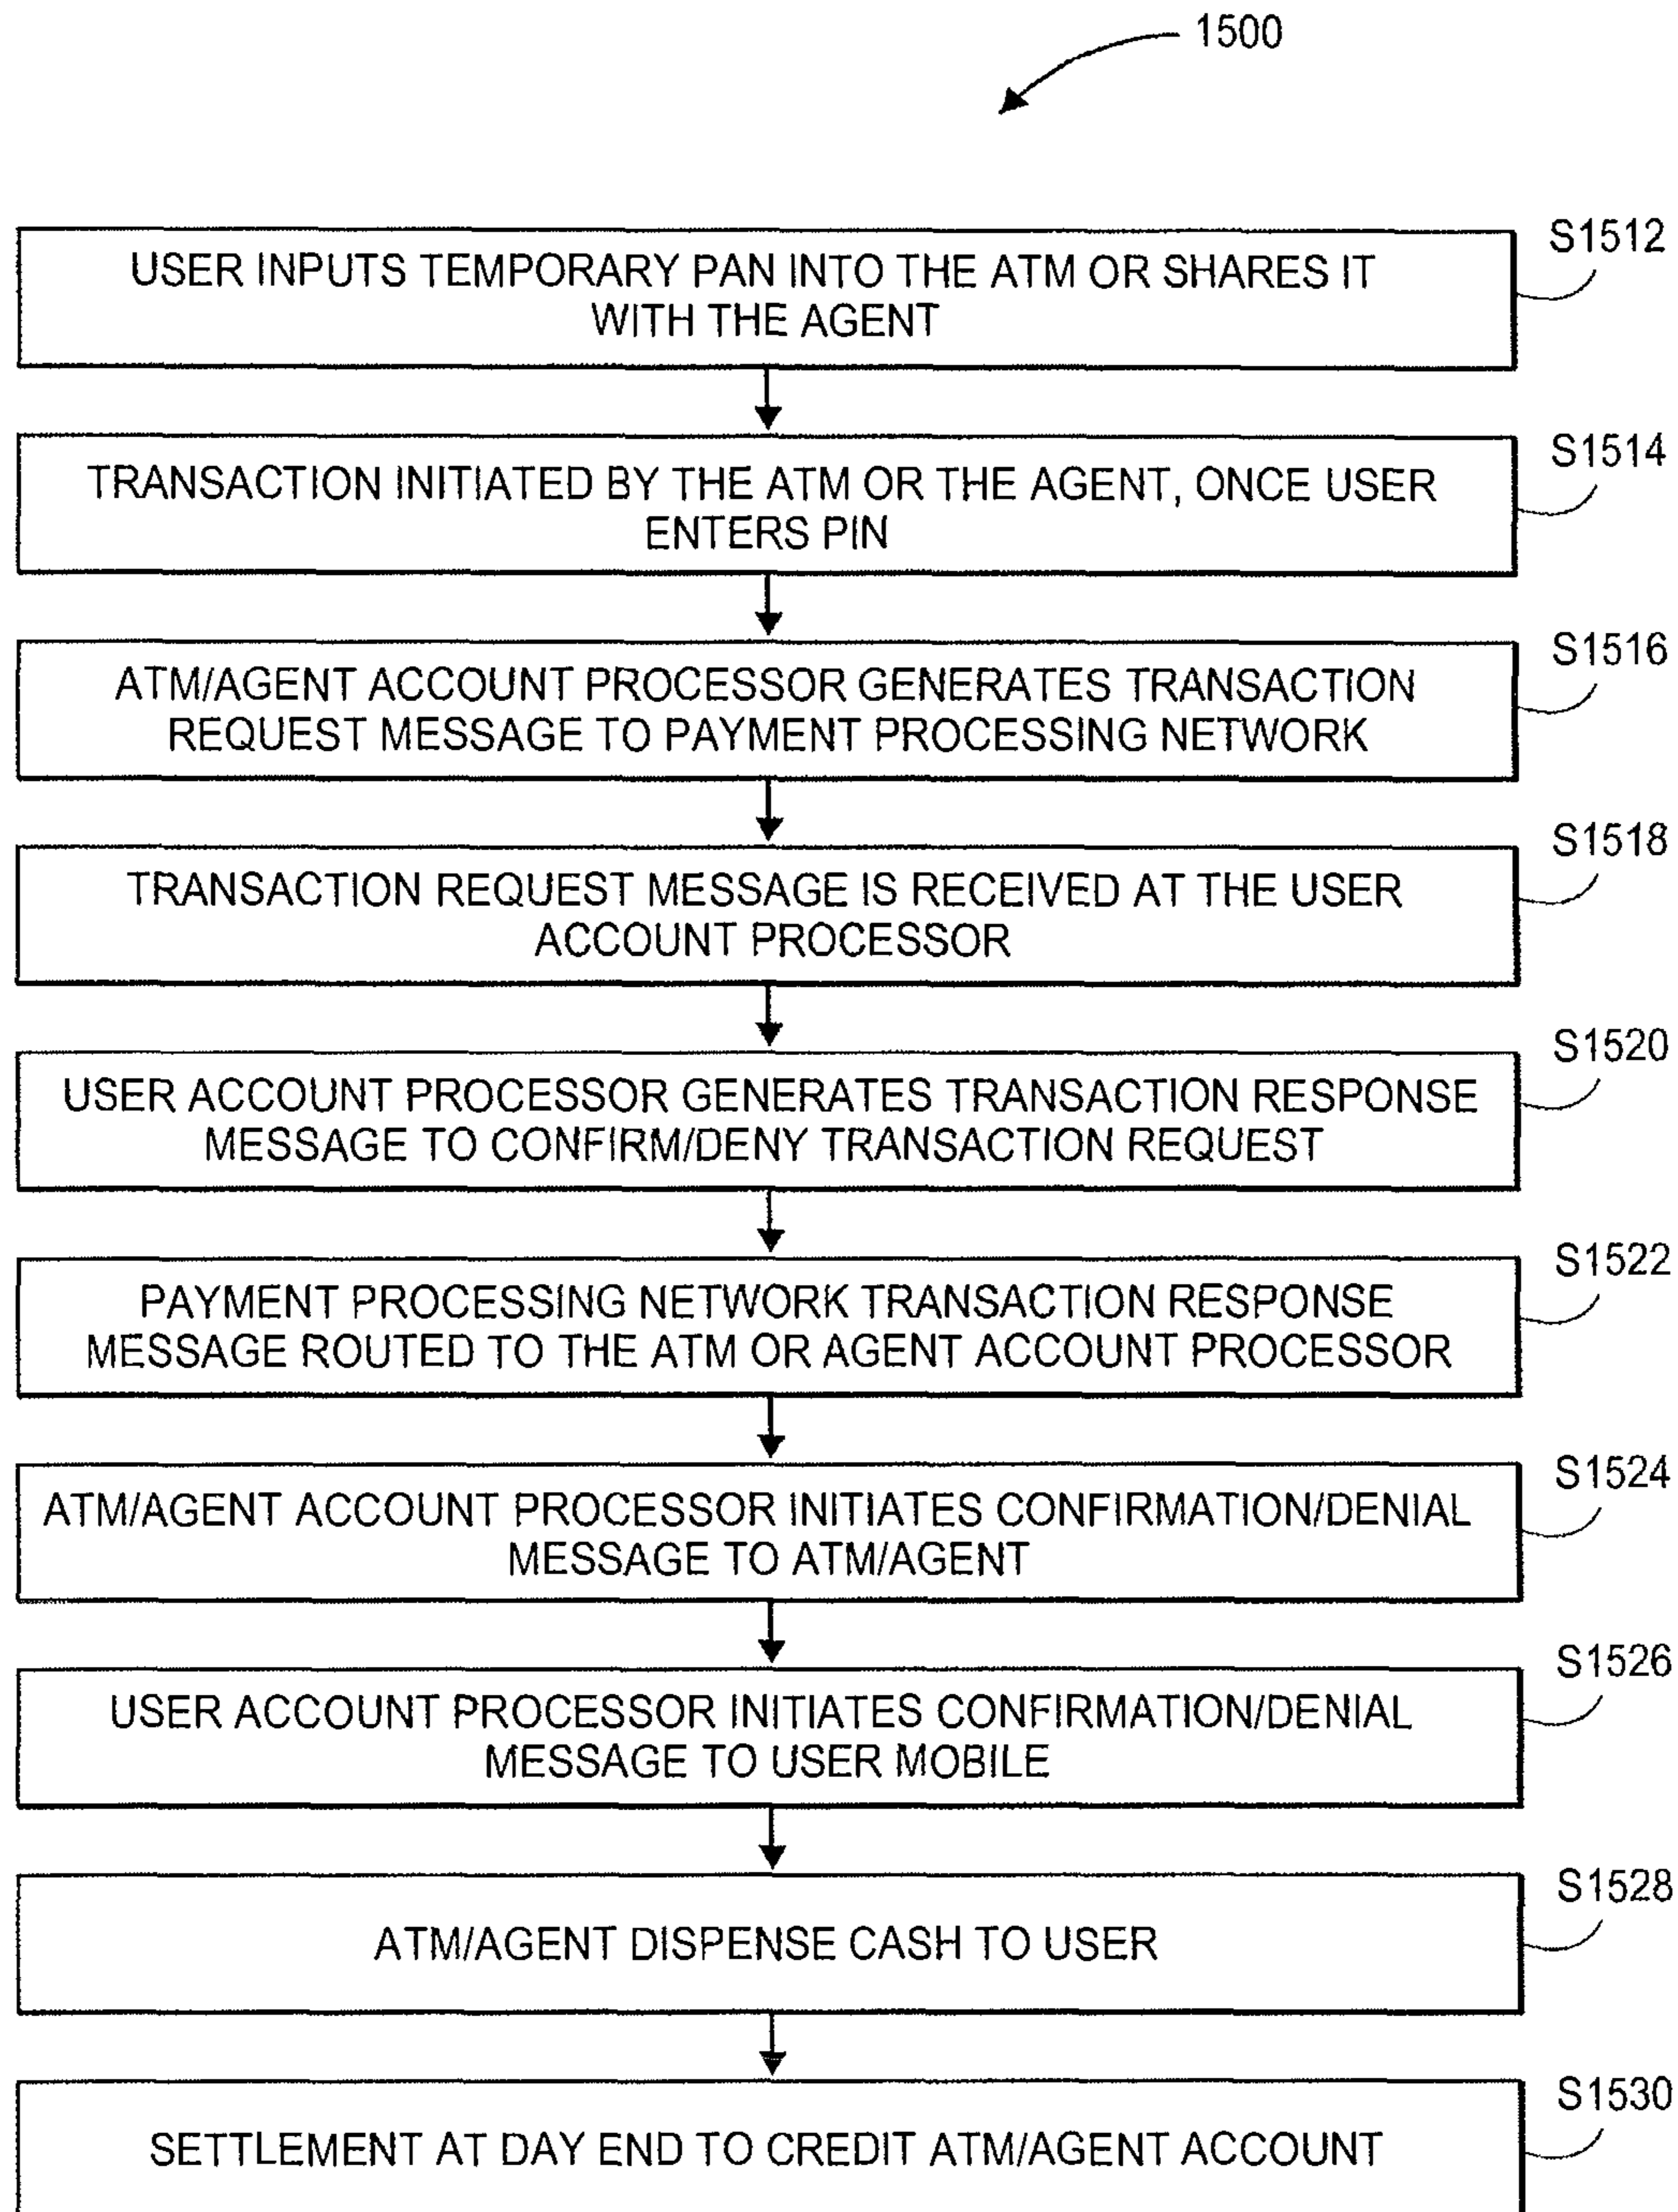 1500
S1512
USER INPUTS TEMPORARY PAN INTO THE ATM OR SHARES IT
WITH THE AGENT
S1514
TRANSACTION INITIATED BY THE ATM OR THE AGENT, ONCE USER
ENTERS PIN
S1516
ATM/AGENT ACCOUNT PROCESSOR GENERATES TRANSACTION
REQUEST MESSAGE TO PAYMENT PROCESSING NETWORK
S1518
TRANSACTION REQUEST MESSAGE IS RECEIVED AT THE USER
ACCOUNT PROCESSOR
S1520
USER ACCOUNT PROCESSOR GENERATES TRANSACTION RESPONSE
MESSAGE TO CONFIRM/DENY TRANSACTION REQUEST
S1522
PAYMENT PROCESSING NETWORK TRANSACTION RESPONSE
MESSAGE ROUTED TO THE ATM OR AGENT ACCOUNT PROCESSOR
S1524
ATM/AGENT ACCOUNT PROCESSOR INITIATES CONFIRMATION/DENIAL
MESSAGE TO ATM/AGENT
S1526
USER ACCOUNT PROCESSOR INITIATES CONFIRMATION/DENIAL
MESSAGE TO USER MOBILE
S1528
ATM/AGENT DISPENSE CASH TO USER
S1530
SETTLEMENT AT DAY END TO CREDIT ATM/AGENT ACCOUNT